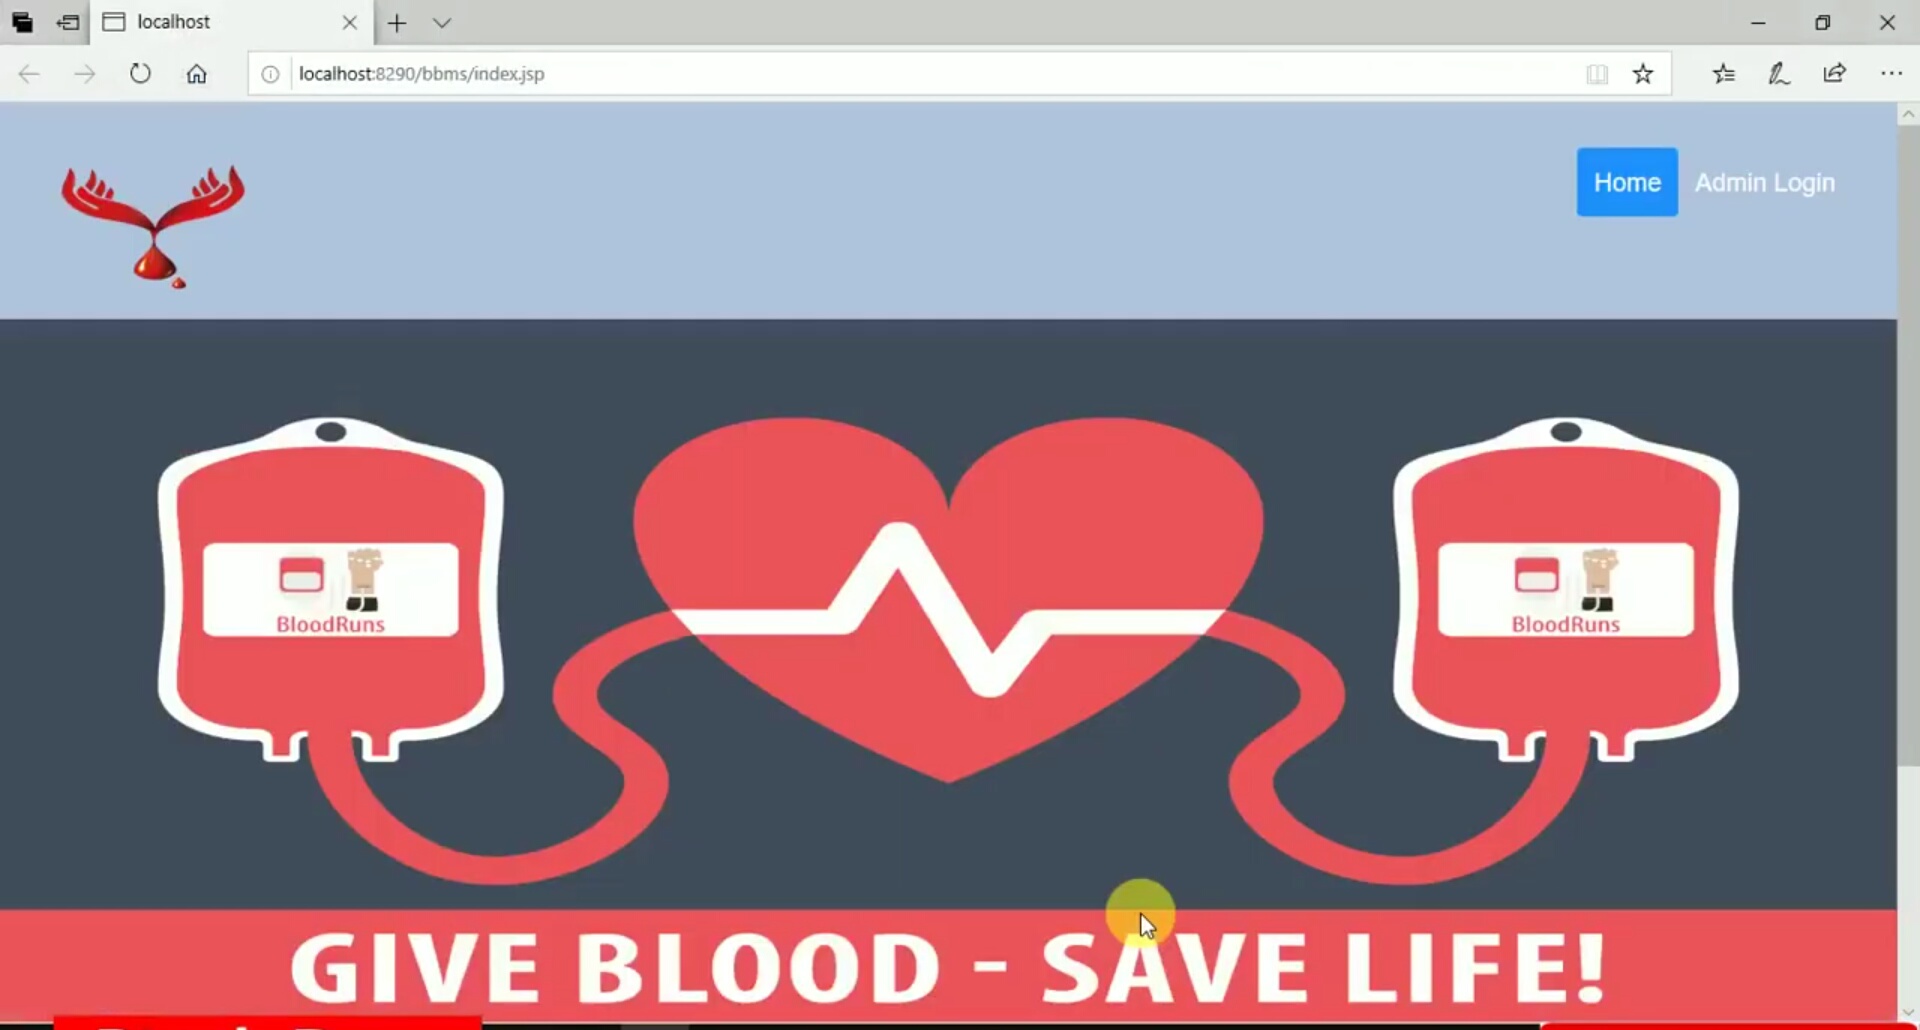 localhost
localhost:8290/bbms/index.jsp
Home
Admin Login
BloodRuns
BloodRuns
GIVE BLOOD - SAVE LIFE!